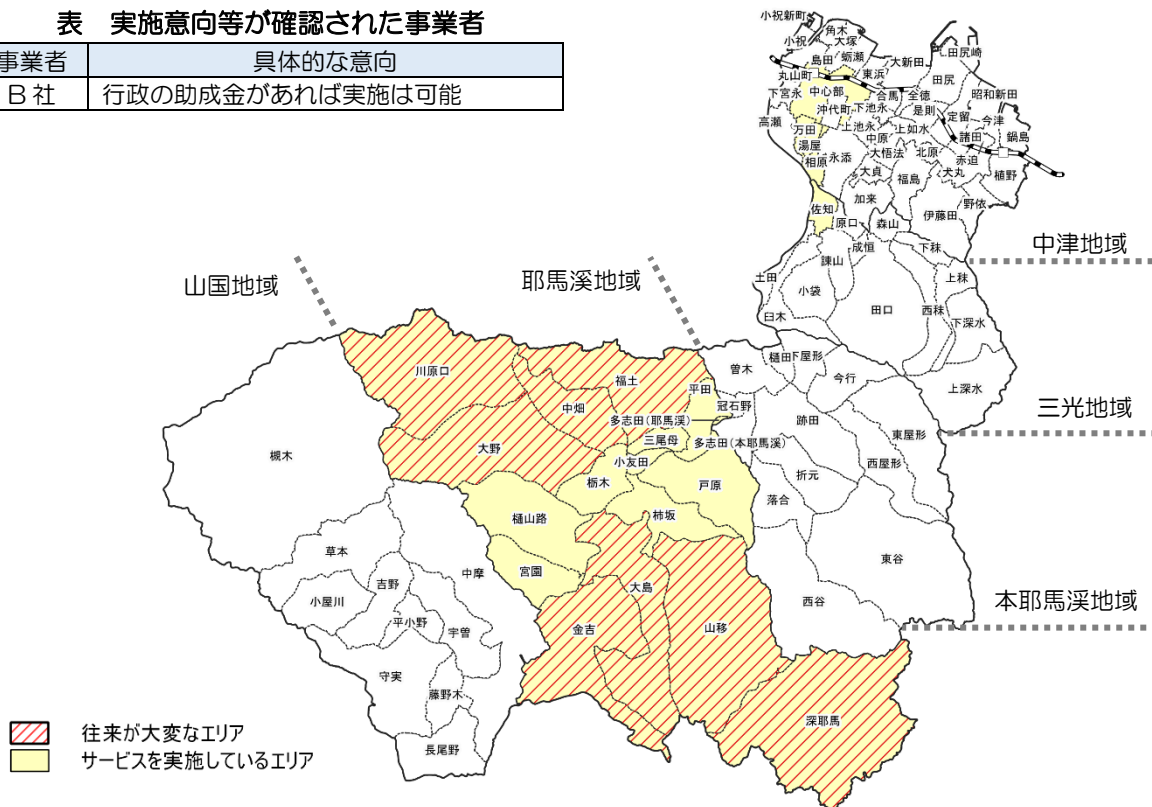 表　実施意向等が確認された事業者
事業者 具体的な意向
B社 行政の助成金があれば実施は可能
小祝新町
小祝
角木
大塚
島田
蛎瀬
丸山町
東浜
大新田
田尻崎
田尻
下宮永
中心部
合馬
全徳
昭和新田
高瀬
沖代町
下池永
是則
定留
今津
鍋島
万田
上池永
上如水
諸田
中原
湯屋
相原
永添
大悟法
北原
赤迫
犬丸
植野
大貞
福島
佐知
加来
野依
伊藤田
原口
森山
成恒
下秣
中津地域
諌山
上秣
土田
小袋
田口
西秣
臼木
下深水
上深水
山国地域
耶馬溪地域
三光地域
本耶馬溪地域
曽木
樋田
下屋形
今行
川原口
福土
平田
冠石野
中畑
多志田(耶馬溪)
跡田
東屋形
三尾母
多志田(本耶馬溪)
西屋形
大野
小友田
戸原
折元
栃木
落合
槻木
樋山路
柿坂
東谷
草本
宮園
中摩
吉野
大島
西谷
小屋川
平小野
宇曽
金吉
山移
守実
藤野木
深耶馬
長尾野
往来が大変なエリア
サービスを実施しているエリア